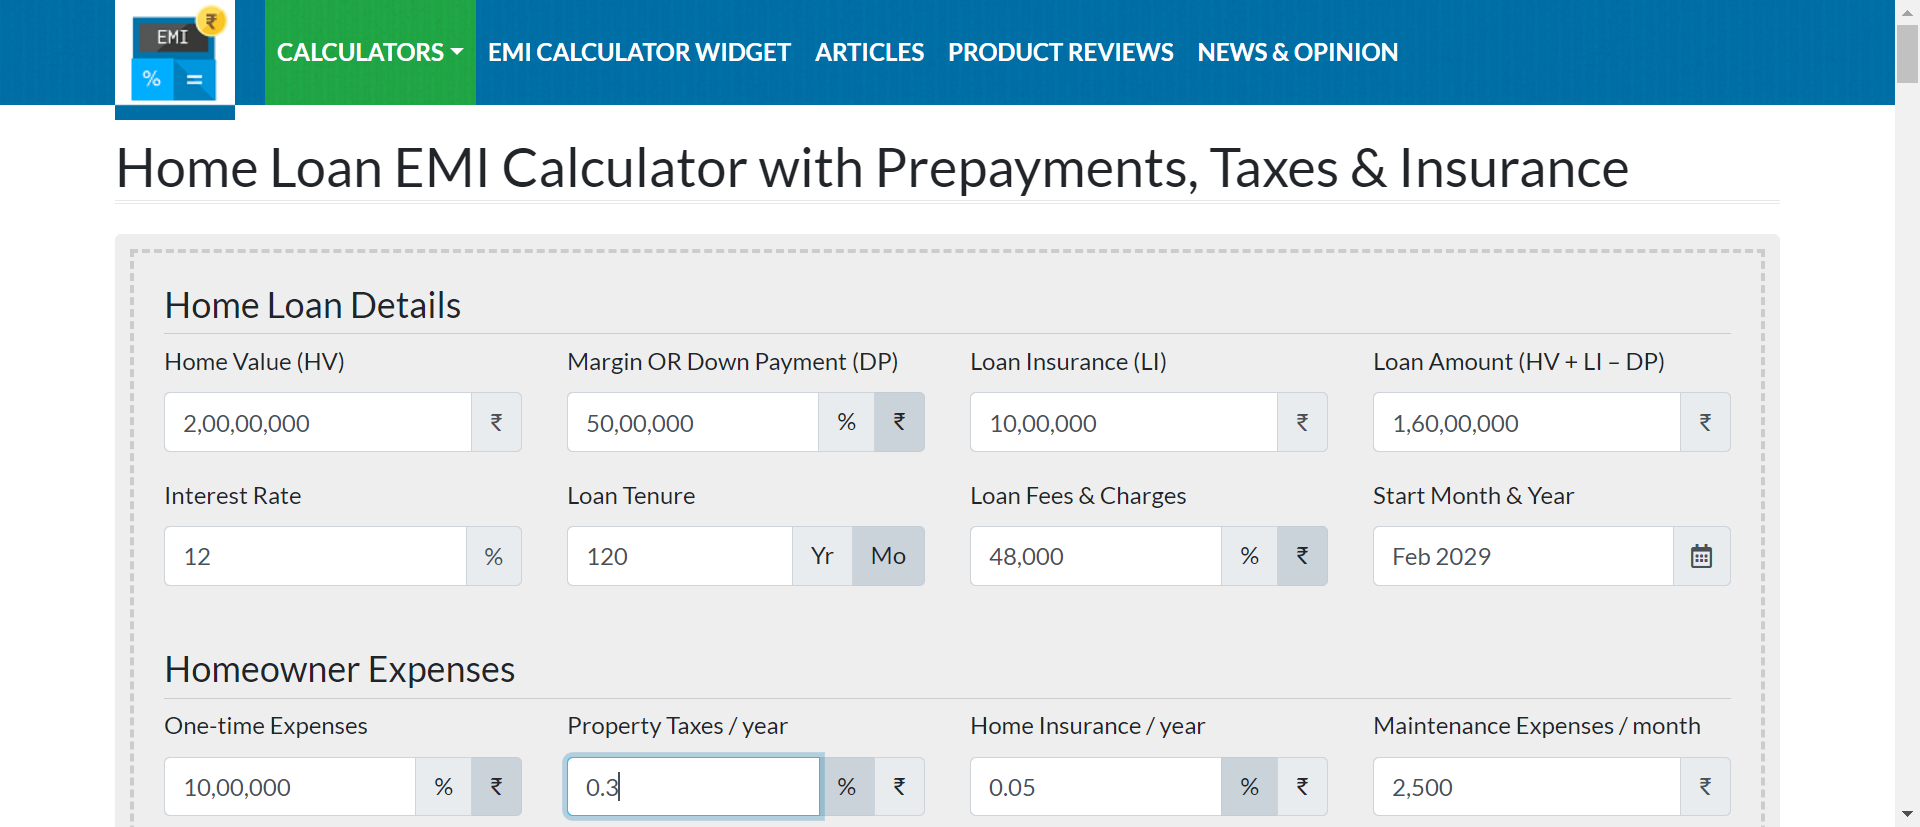 EMI ₹
% =
CALCULATORS EMI CALCULATOR WIDGET ARTICLES PRODUCT REVIEWS NEWS & OPINION
Home Loan EMI Calculator with Prepayments, Taxes & Insurance
Home Loan Details
Home Value (HV) Margin OR Down Payment (DP) Loan Insurance (LI) Loan Amount (HV + LI – DP)
2,00,00,000 ₹ 50,00,000 % ₹ 10,00,000 ₹ 1,60,00,000 ₹
Interest Rate Loan Tenure Loan Fees & Charges Start Month & Year
12 % 120 Yr Mo 48,000 % ₹ Feb 2029
Homeowner Expenses
One-time Expenses Property Taxes / year Home Insurance / year Maintenance Expenses / month
10,00,000 % ₹ 0.3 % ₹ 0.05 % ₹ 2,500 ₹